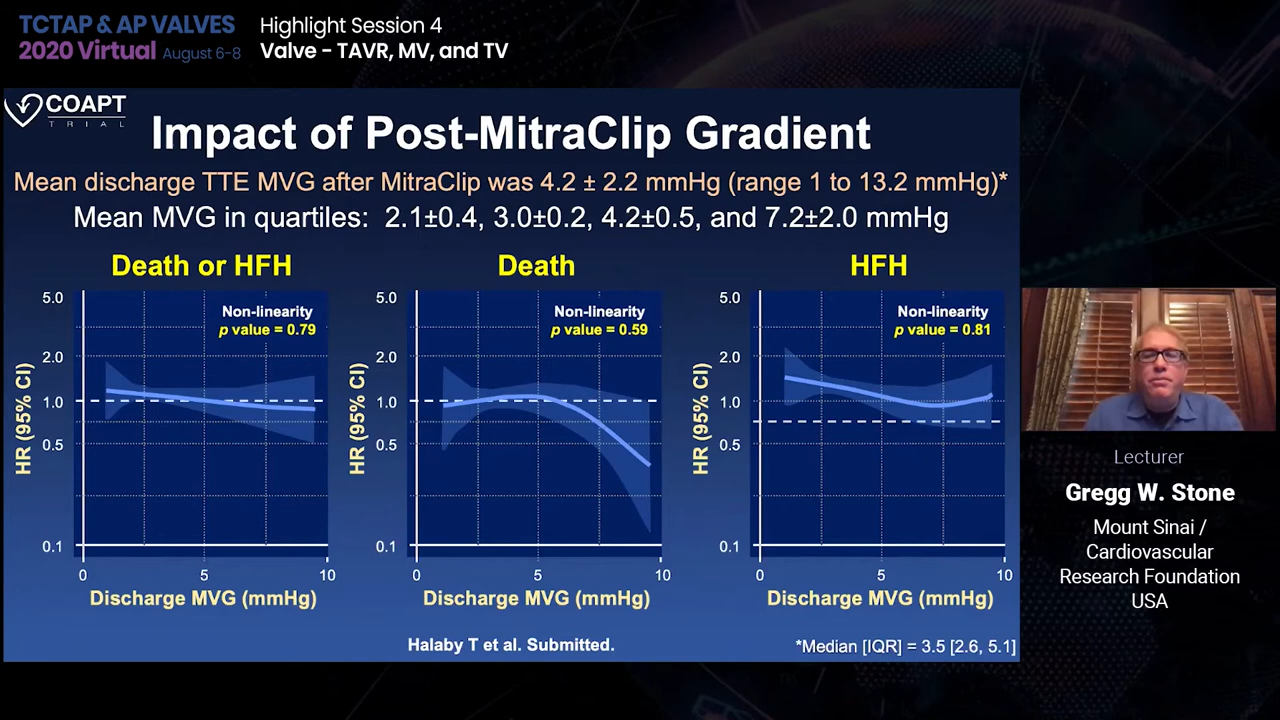 TCTAP & AP VALVES
2020 Virtual August 6-8
Highlight Session 4
Valve - TAVR, MV, and TV
COAPT
TRIAL
Impact of Post-MitraClip Gradient
Mean discharge TTE MVG after MitraClip was 4.2 ± 2.2 mmHg (range 1 to 13.2 mmHg)*
Mean MVG in quartiles: 2.1±0.4, 3.0±0.2, 4.2±0.5, and 7.2±2.0 mmHg
Death or HFH
HR (95% CI)
5.0
2.0
1.0
0.5
0.1
Non-linearity
p value = 0.79
0 5 10
Discharge MVG (mmHg)
Death
HR (95% CI)
5.0
2.0
1.0
0.5
0.1
Non-linearity
p value = 0.59
0 5 10
Discharge MVG (mmHg)
HFH
HR (95% CI)
5.0
2.0
1.0
0.5
0.1
Non-linearity
p value = 0.81
0 5 10
Discharge MVG (mmHg)
Halaby T et al. Submitted.
*Median [IQR] = 3.5 [2.6, 5.1]
Lecturer
Gregg W. Stone
Mount Sinai /
Cardiovascular
Research Foundation
USA